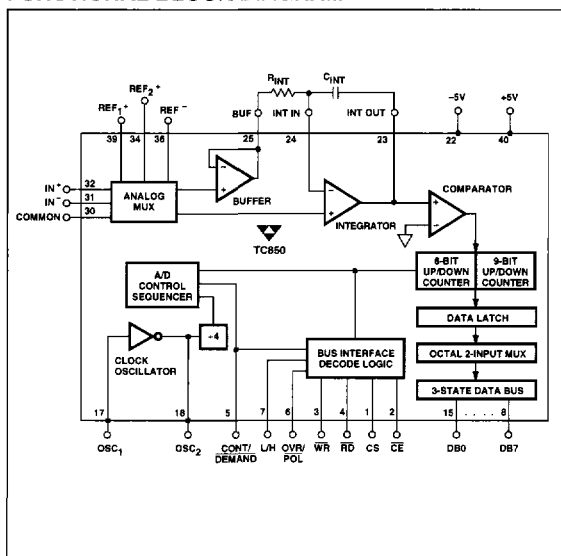 FUNCTIONAL BLOCK DIAGRAM
RINT
CINT
REF1+
REF2+
REF-
BUF
INT IN
INT OUT
-5V
+5V
39
34
36
25
24
23
22
40
IN+
32
IN-
31
COMMON
30
ANALOG
MUX
BUFFER
INTEGRATOR
COMPARATOR
TC850
A/D
CONTROL
SEQUENCER
÷4
CLOCK
OSCILLATOR
BUS INTERFACE
DECODE LOGIC
6-BIT
UP/DOWN
COUNTER
9-BIT
UP/DOWN
COUNTER
DATA LATCH
OCTAL 2-INPUT MUX
3-STATE DATA BUS
17
18
5
7
6
3
4
1
2
15
. . . .
8
OSC1
OSC2
CONT/
DEMAND
L/H
OVR/
POL
WR
RD
CS
CE
DB0
DB7